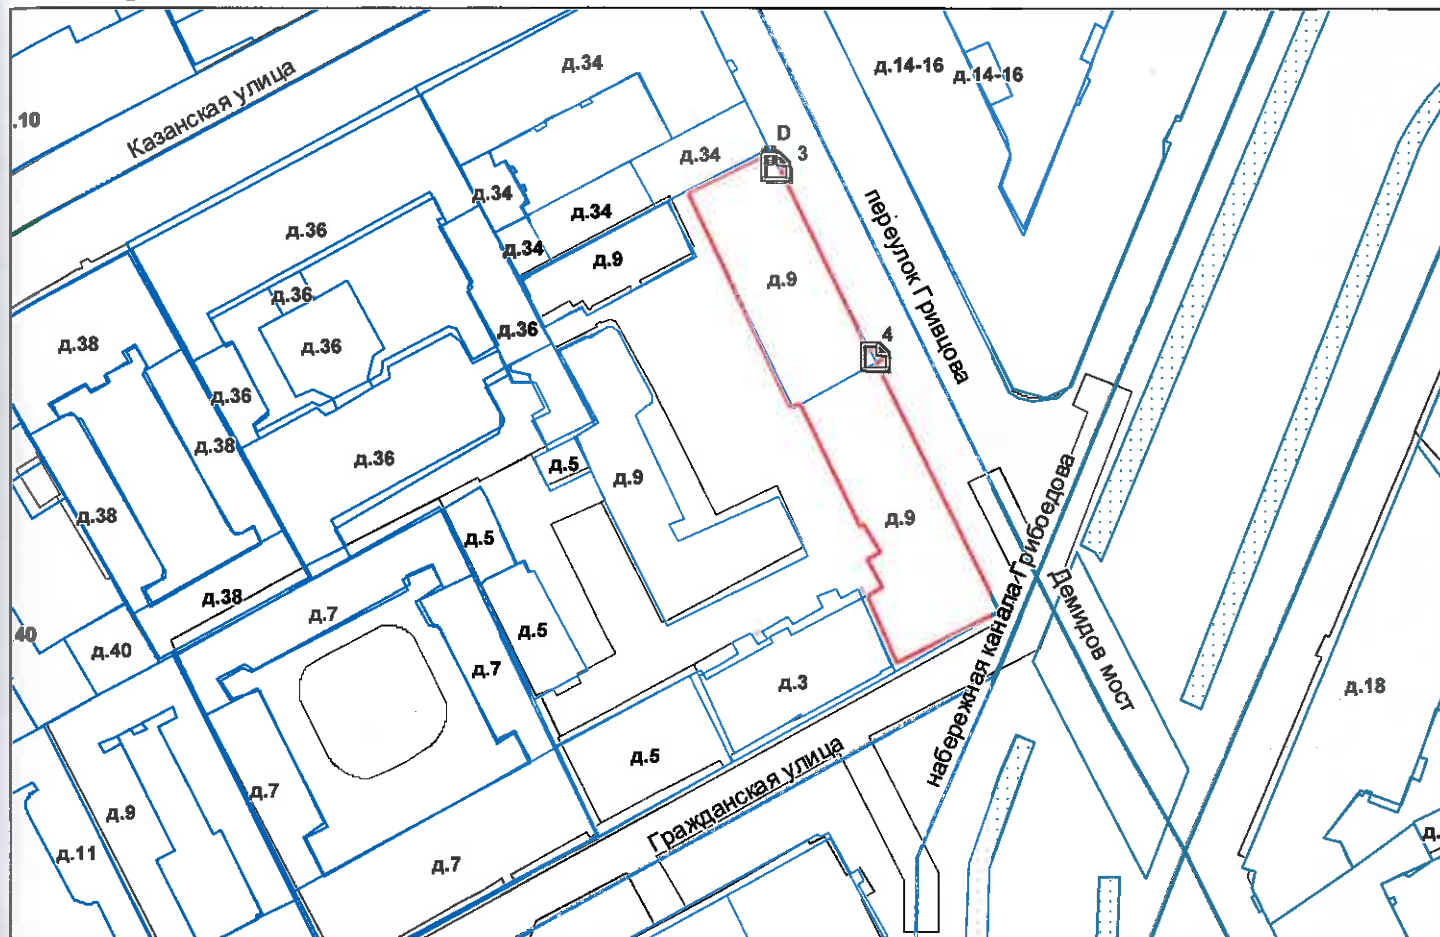 д.34
д.14-16
д.14-16
.10
Казанская улица
D
3
д.34
д.34
д.34
переулок Гривцова
д.36
д.34
д.9
д.9
д.36
д.36
4
д.38
д.36
д.36
д.38
д.36
д.5
д.9
набережная канала Грибоедова
д.38
д.9
д.5
Демидов мост
д.38
д.7
40
д.40
д.5
д.7
д.3
д.18
д.5
Гражданская улица
д.7
д.9
д.11
д.7
д.